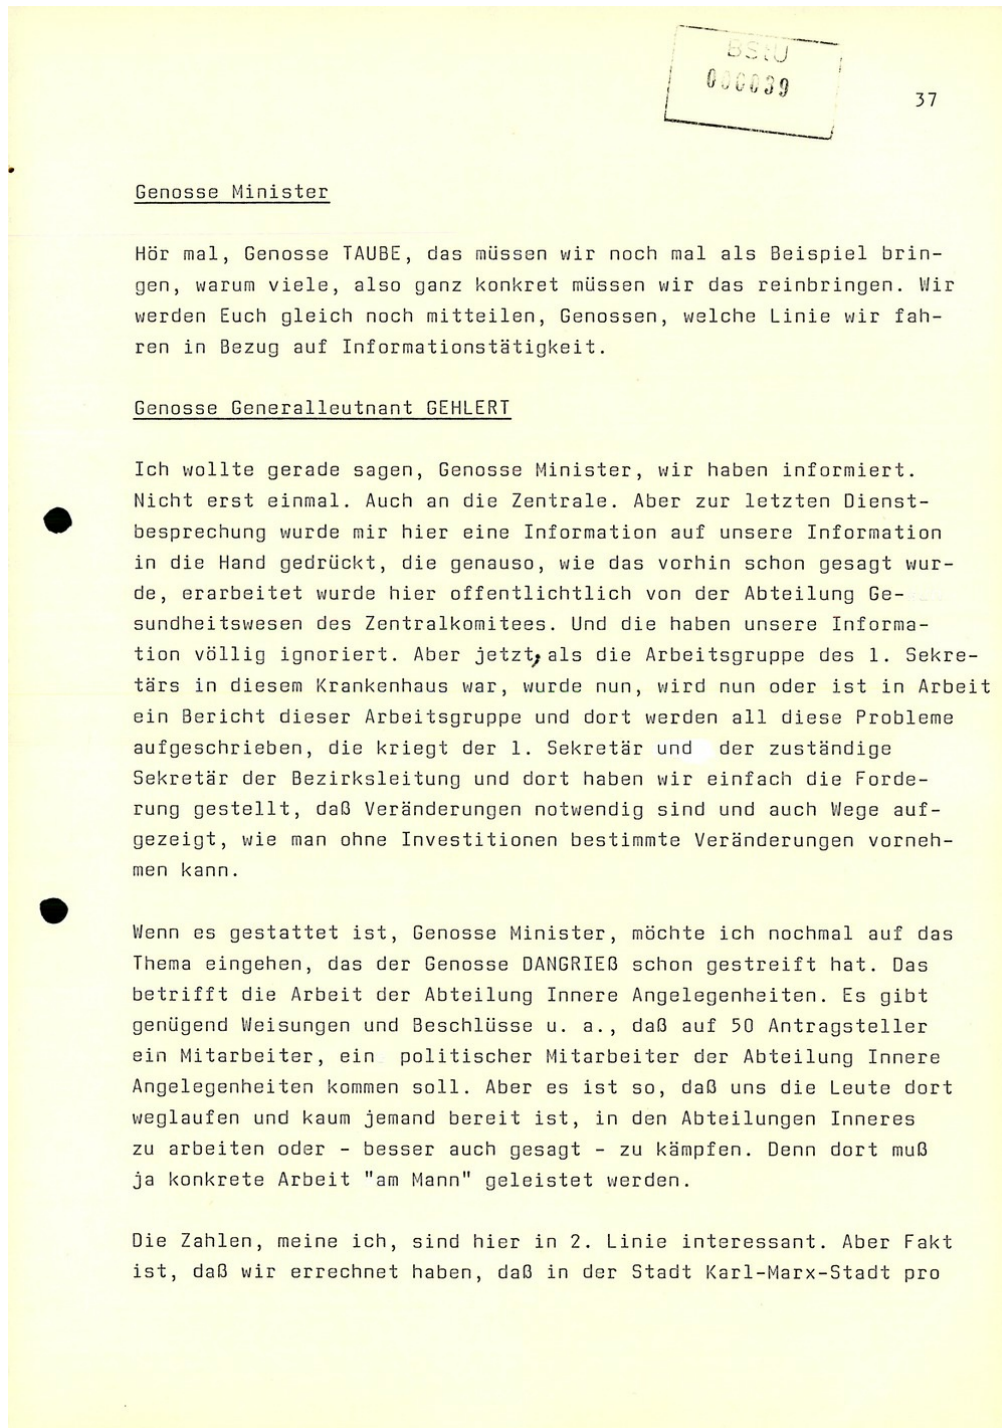 BStU
000039
37
Genosse Minister
Hör mal, Genosse TAUBE, das müssen wir noch mal als Beispiel brin-
gen, warum viele, also ganz konkret müssen wir das reinbringen. Wir
werden Euch gleich noch mitteilen, Genossen, welche Linie wir fah-
ren in Bezug auf Informationstätigkeit.
Genosse Generalleutnant GEHLERT
Ich wollte gerade sagen, Genosse Minister, wir haben informiert.
Nicht erst einmal. Auch an die Zentrale. Aber zur letzten Dienst-
besprechung wurde mir hier eine Information auf unsere Information
in die Hand gedrückt, die genauso, wie das vorhin schon gesagt wur-
de, erarbeitet wurde hier offentlichtlich von der Abteilung Ge-
sundheitswesen des Zentralkomitees. Und die haben unsere Informa-
tion völlig ignoriert. Aber jetzt, als die Arbeitsgruppe des 1. Sekre-
tärs in diesem Krankenhaus war, wurde nun, wird nun oder ist in Arbeit
ein Bericht dieser Arbeitsgruppe und dort werden all diese Probleme
aufgeschrieben, die kriegt der 1. Sekretär und der zuständige
Sekretär der Bezirksleitung und dort haben wir einfach die Forde-
rung gestellt, daß Veränderungen notwendig sind und auch Wege auf-
gezeigt, wie man ohne Investitionen bestimmte Veränderungen vorneh-
men kann.
Wenn es gestattet ist, Genosse Minister, möchte ich nochmal auf das
Thema eingehen, das der Genosse DANGRIEß schon gestreift hat. Das
betrifft die Arbeit der Abteilung Innere Angelegenheiten. Es gibt
genügend Weisungen und Beschlüsse u. a., daß auf 50 Antragsteller
ein Mitarbeiter, ein politischer Mitarbeiter der Abteilung Innere
Angelegenheiten kommen soll. Aber es ist so, daß uns die Leute dort
weglaufen und kaum jemand bereit ist, in den Abteilungen Inneres
zu arbeiten oder - besser auch gesagt - zu kämpfen. Denn dort muß
ja konkrete Arbeit "am Mann" geleistet werden.
Die Zahlen, meine ich, sind hier in 2. Linie interessant. Aber Fakt
ist, daß wir errechnet haben, daß in der Stadt Karl-Marx-Stadt pro